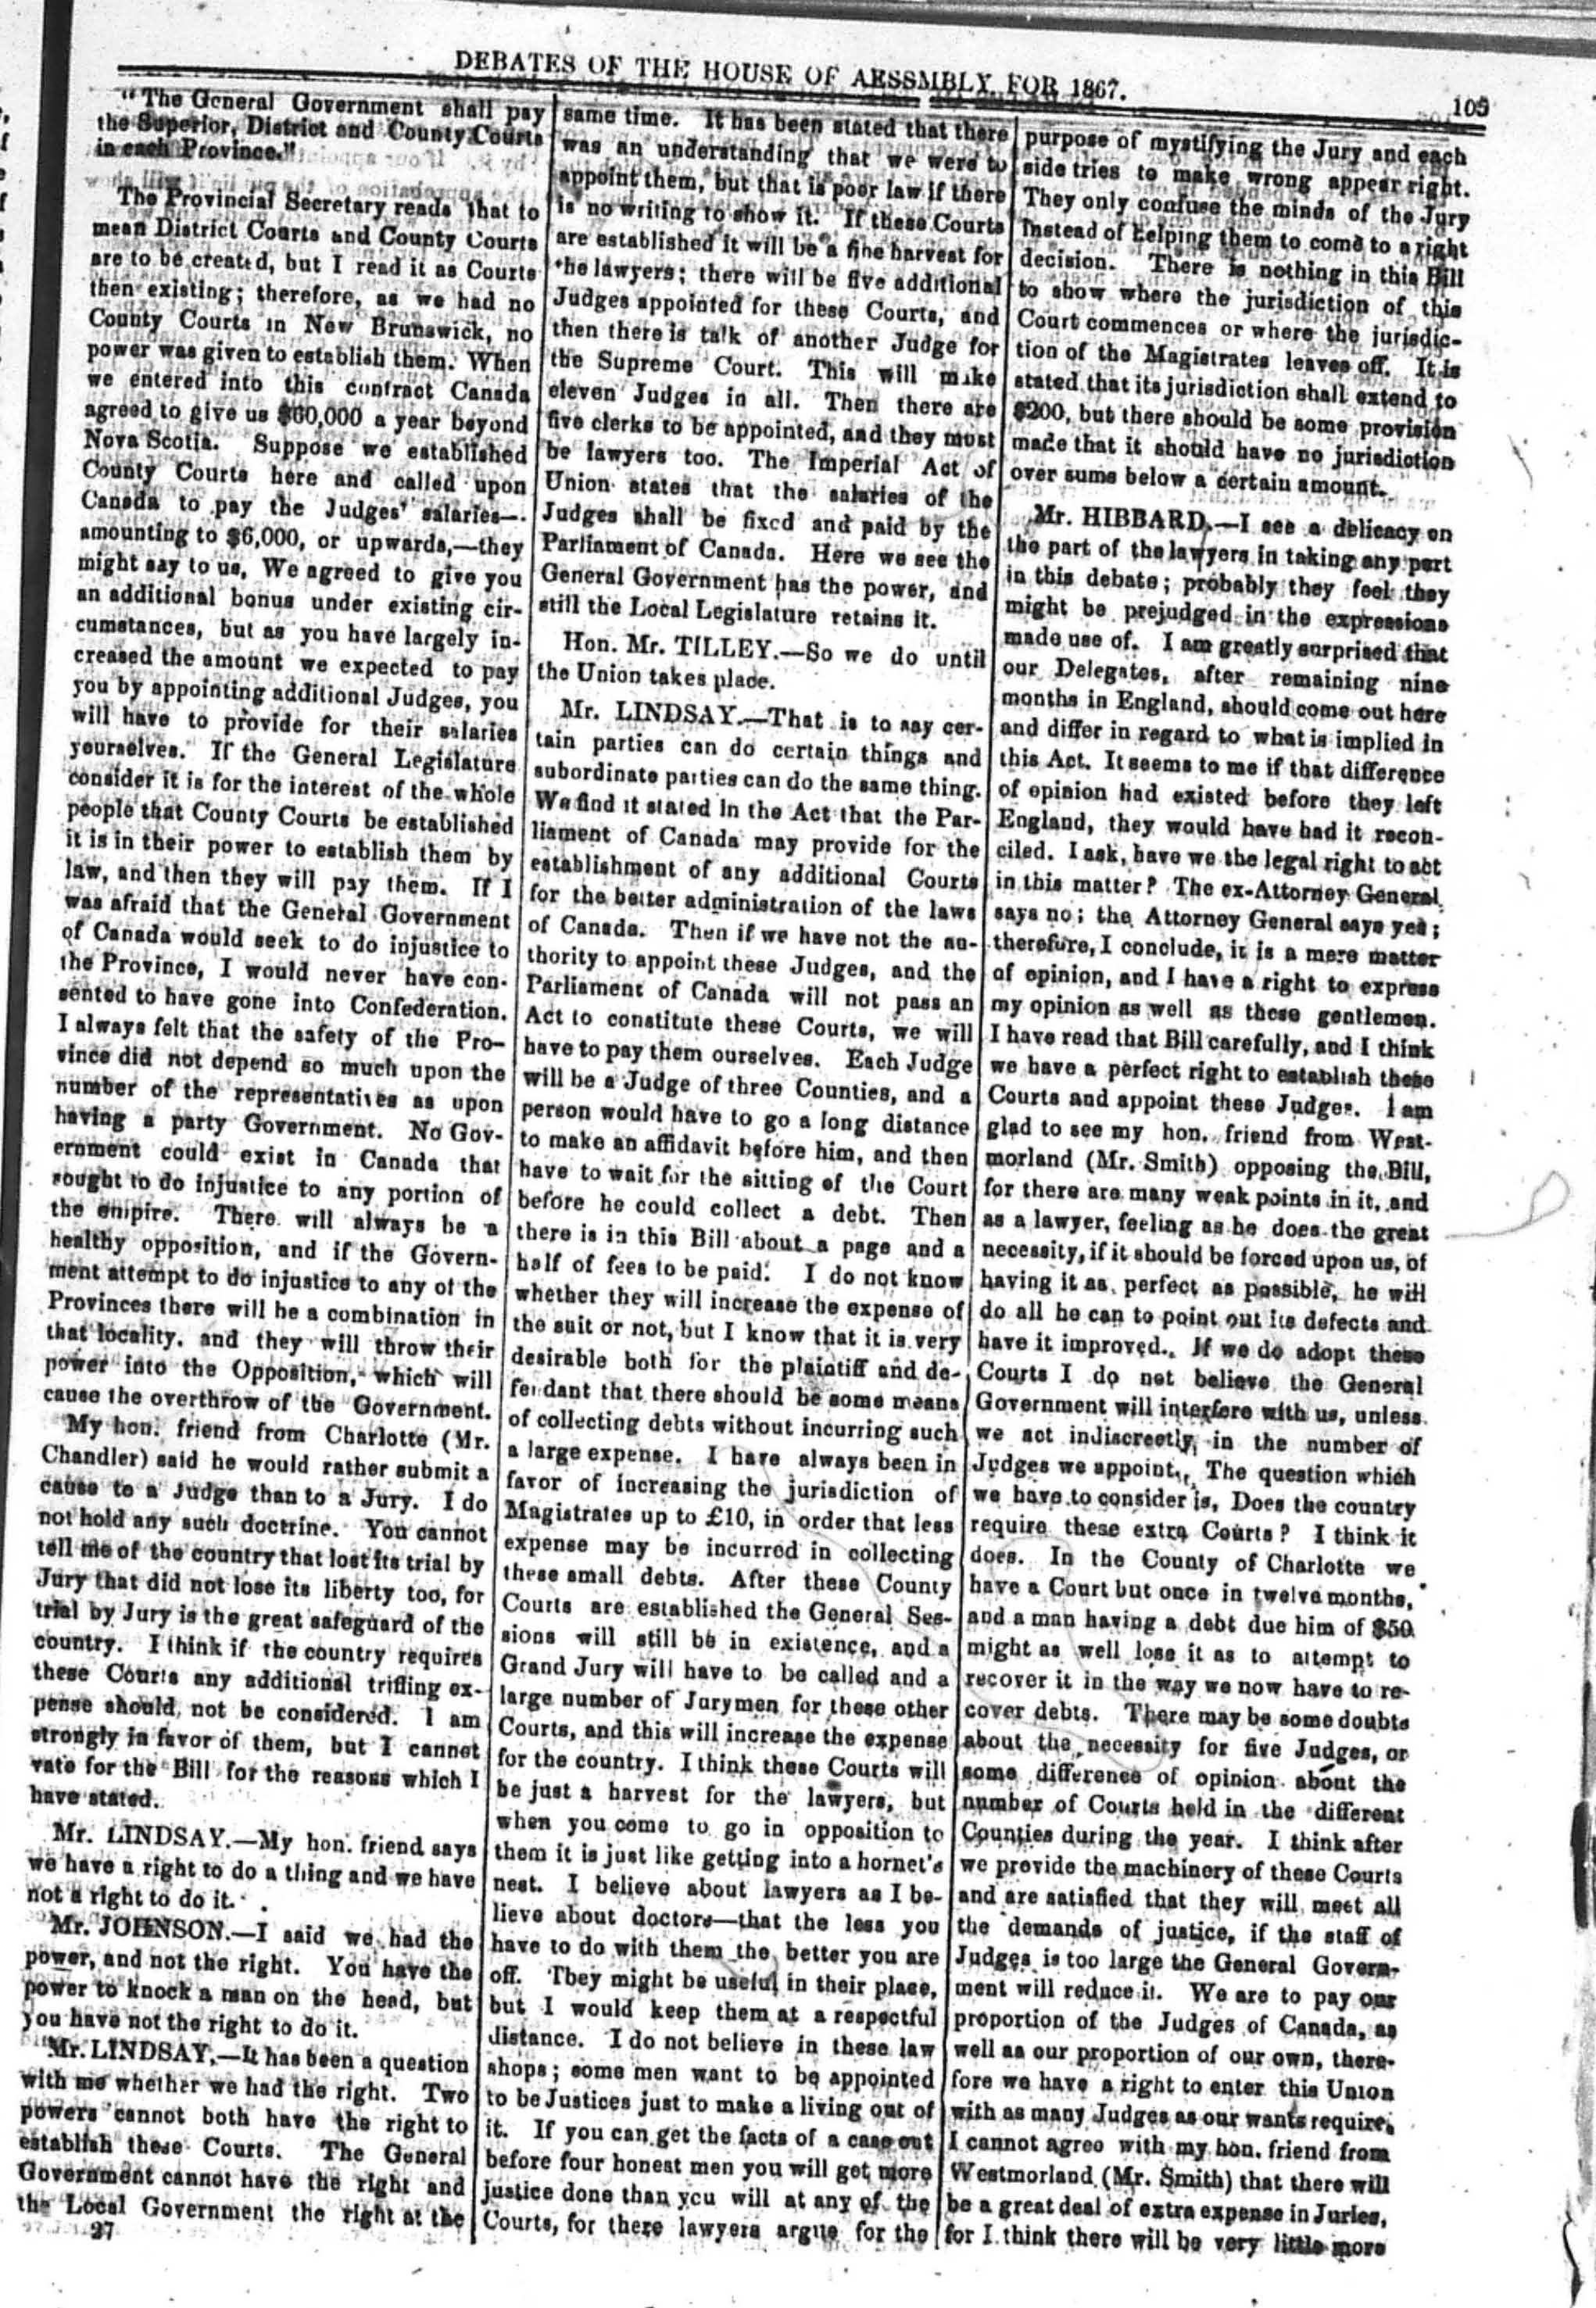 DEBATES OF THE HOUSE OF AESSMBLY FOR 1867.
105
"The General Government shall pay
the Superior, District and County Courts
in each Province."
The Provincial Secretary reads that to
mean District Courts and County Courts
are to be created, but I read it as Courts
then existing; therefore, as we had no
County Courts in New Brunswick, no
power was given to establish them. When
we entered into this contract Canada
agreed to give us $60,000 a year beyond
Nova Scotia. Suppose we established
County Courts here and called upon
Canada to pay the Judges' salaries—
amounting to $6,000, or upwards,—they
might say to us, We agreed to give you
an additional bonus under existing cir-
cumstances, but as you have largely in-
creased the amount we expected to pay
you by appointing additional Judges, you
will have to provide for their salaries
yourselves. If the General Legislature
consider it is for the interest of the whole
people that County Courts be established
it is in their power to establish them by
law, and then they will pay them. If I
was afraid that the General Government
of Canada would seek to do injustice to
the Province, I would never have con-
sented to have gone into Confederation.
I always felt that the safety of the Pro-
vince did not depend so much upon the
number of the representatives as upon
having a party Government. No Gov-
ernment could exist in Canada that
sought to do injustice to any portion of
the empire. There will always be a
healthy opposition, and if the Govern-
ment attempt to do injustice to any of the
Provinces there will be a combination in
that locality. and they will throw their
power into the Opposition, which will
cause the overthrow of the Government.
My hon. friend from Charlotte (Mr.
Chandler) said he would rather submit a
cause to a Judge than to a Jury. I do
not hold any such doctrine. You cannot
tell me of the country that lost its trial by
Jury that did not lose its liberty too, for
trial by Jury is the great safeguard of the
country. I think if the country requires
these Courts any additional trifling ex-
pense should not be considered. I am
strongly in favor of them, but I cannot
vate for the Bill for the reasons which I
have stated.
Mr. LINDSAY.—My hon. friend says
we have a right to do a thing and we have
not a right to do it.
Mr. JOHNSON.—I said we had the
power, and not the right. You have the
power to knock a man on the head, but
you have not the right to do it.
Mr. LINDSAY.—It has been a question
with me whether we had the right. Two
powers cannot both have the right to
establish these Courts. The General
Government cannot have the right and
the Local Government the right at the
27
same time. It has been stated that there
was an understanding that we were to
appoint them, but that is poor law if there
is no writing to show it. If these Courts
are established it will be a fine harvest for
the lawyers; there will be five additional
Judges appointed for these Courts, and
then there is talk of another Judge for
the Supreme Court. This will make
eleven Judges in all. Then there are
five clerks to be appointed, and they must
be lawyers too. The Imperial Act of
Union states that the salaries of the
Judges shall be fixed and paid by the
Parliament of Canada. Here we see the
General Government has the power, and
still the Local Legislature retains it.
Hon. Mr. TILLEY.—So we do until
the Union takes place.
Mr. LINDSAY.—That is to say cer-
tain parties can do certain things and
subordinate parties can do the same thing.
We find it stated in the Act that the Par-
liament of Canada may provide for the
establishment of any additional Courts
for the better administration of the laws
of Canada. Then if we have not the au-
thority to appoint these Judges, and the
Parliament of Canada will not pass an
Act to constitute these Courts, we will
have to pay them ourselves. Each Judge
will be a Judge of three Counties, and a
person would have to go a long distance
to make an affidavit before him, and then
have to wait for the sitting of the Court
before he could collect a debt. Then
there is in this Bill about a page and a
half of fees to be paid. I do not know
whether they will increase the expense of
the suit or not, but I know that it is very
desirable both for the plaintiff and de-
fendant that there should be some means
of collecting debts without incurring such
a large expense. I have always been in
favor of increasing the jurisdiction of
Magistrates up to £10, in order that less
expense may be incurred in collecting
these small debts. After these County
Courts are established the General Ses-
sions will still be in existence, and a
Grand Jury will have to be called and a
large number of Jurymen for these other
Courts, and this will increase the expense
for the country. I think these Courts will
be just a harvest for the lawyers, but
when you come to go in opposition to
them it is just like getting into a hornet's
nest. I believe about lawyers as I be-
lieve about doctors—that the less you
have to do with them the better you are
off. They might be useful in their place,
but I would keep them at a respectful
distance. I do not believe in these law
shops; some men want to be appointed
to be Justices just to make a living out of
it. If you can get the facts of a case out
before four honest men you will get more
justice done than you will at any of the
Courts, for there lawyers argue for the
purpose of mystifying the Jury and each
side tries to make wrong appear right.
They only confuse the minds of the Jury
instead of helping them to come to a right
decision. There is nothing in this Bill
to show where the jurisdiction of this
Court commences or where the jurisdic-
tion of the Magistrates leaves off. It is
stated that its jurisdiction shall extend to
$200, but there should be some provision
made that it should have no jurisdiction
over sums below a certain amount.
Mr. HIBBARD.—I see a delicacy on
the part of the lawyers in taking any part
in this debate; probably they feel they
might be prejudged in the expressions
made use of. I am greatly surprised that
our Delegates, after remaining nine
months in England, should come out here
and differ in regard to what is implied in
this Act. It seems to me if that difference
of opinion had existed before they left
England, they would have had it recon-
ciled. I ask, have we the legal right to act
in this matter? The ex-Attorney General
says no; the Attorney General says yes;
therefore, I conclude, it is a mere matter
of opinion, and I have a right to express
my opinion as well as these gentlemen.
I have read that Bill carefully, and I think
we have a perfect right to establish these
Courts and appoint these Judges. I am
glad to see my hon. friend from West-
morland (Mr. Smith) opposing the Bill,
for there are many weak points in it, and
as a lawyer, feeling as he does the great
necessity, if it should be forced upon us, of
having it as perfect as possible, he will
do all he can to point out its defects and
have it improved. If we do adopt these
Courts I do not believe the General
Government will interfere with us, unless
we act indiscreetly in the number of
Judges we appoint. The question which
we have to consider is, Does the country
require these extra Courts? I think it
does. In the County of Charlotte we
have a Court but once in twelve months,
and a man having a debt due him of $50
might as well lose it as to attempt to
recover it in the way we now have to re-
cover debts. There may be some doubts
about the necessity for five Judges, or
some difference of opinion about the
number of Courts held in the different
Counties during the year. I think after
we provide the machinery of these Courts
and are satisfied that they will meet all
the demands of justice, if the staff of
Judges is too large the General Govern-
ment will reduce it. We are to pay our
proportion of the Judges of Canada, as
well as our proportion of our own, there-
fore we have a right to enter this Union
with as many Judges as our wants require.
I cannot agree with my hon. friend from
Westmorland (Mr. Smith) that there will
be a great deal of extra expense in Juries,
for I think there will be very little more